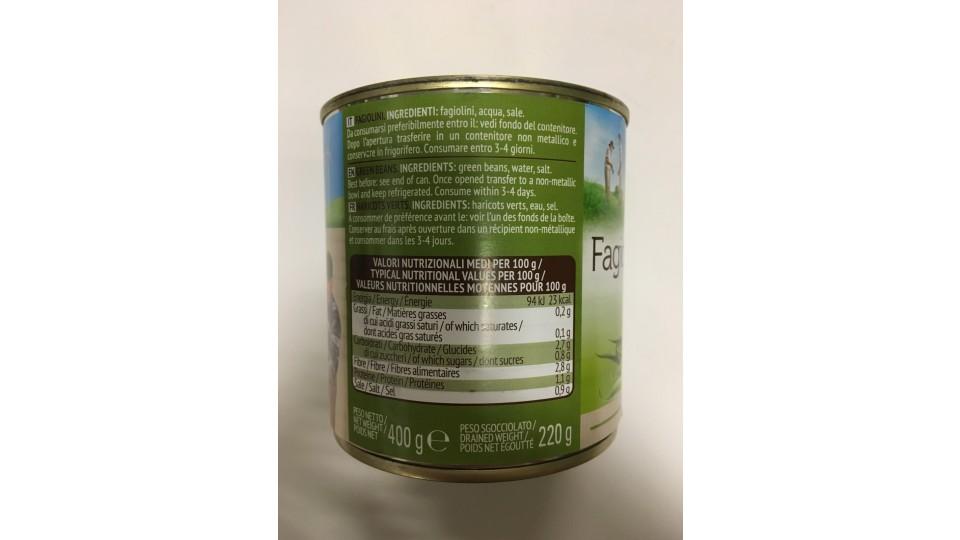 IT FAGIOLINI. INGREDIENTI: fagiolini, acqua, sale.
Da consumarsi preferibilmente entro il: vedi fondo del contenitore.
Dopo l'apertura trasferire in un contenitore non metallico e
conservare in frigorifero. Consumare entro 3-4 giorni.
EN GREEN BEANS. INGREDIENTS: green beans, water, salt.
Best before: see end of can. Once opened transfer to a non-metallic
bowl and keep refrigerated. Consume within 3-4 days.
FR HARICOTS VERTS. INGREDIENTS: haricots verts, eau, sel.
A consommer de préférence avant le: voir l'un des fonds de la boîte.
Conserver au frais après ouverture dans un récipient non-métallique
et consommer dans les 3-4 jours.
VALORI NUTRIZIONALI MEDI PER 100 g /
TYPICAL NUTRITIONAL VALUES PER 100 g /
VALEURS NUTRITIONNELLES MOYENNES POUR 100 g
Energia / Energy / Énergie 94 kJ 23 kcal
Grassi / Fat / Matières grasses 0,2 g
di cui acidi grassi saturi / of which saturates /
dont acides gras saturés 0,1 g
Carboidrati / Carbohydrate / Glucides 2,7 g
di cui zuccheri / of which sugars / dont sucres 0,8 g
Fibre / Fibre / Fibres alimentaires 2,8 g
Proteine / Protein / Protéines 1,1 g
Sale / Salt / Sel 0,9 g
PESO NETTO /
NET WEIGHT /
POIDS NET 400 g e
PESO SGOCCIOLATO /
DRAINED WEIGHT /
POIDS NET ÉGOUTTÉ 220 g
Fag